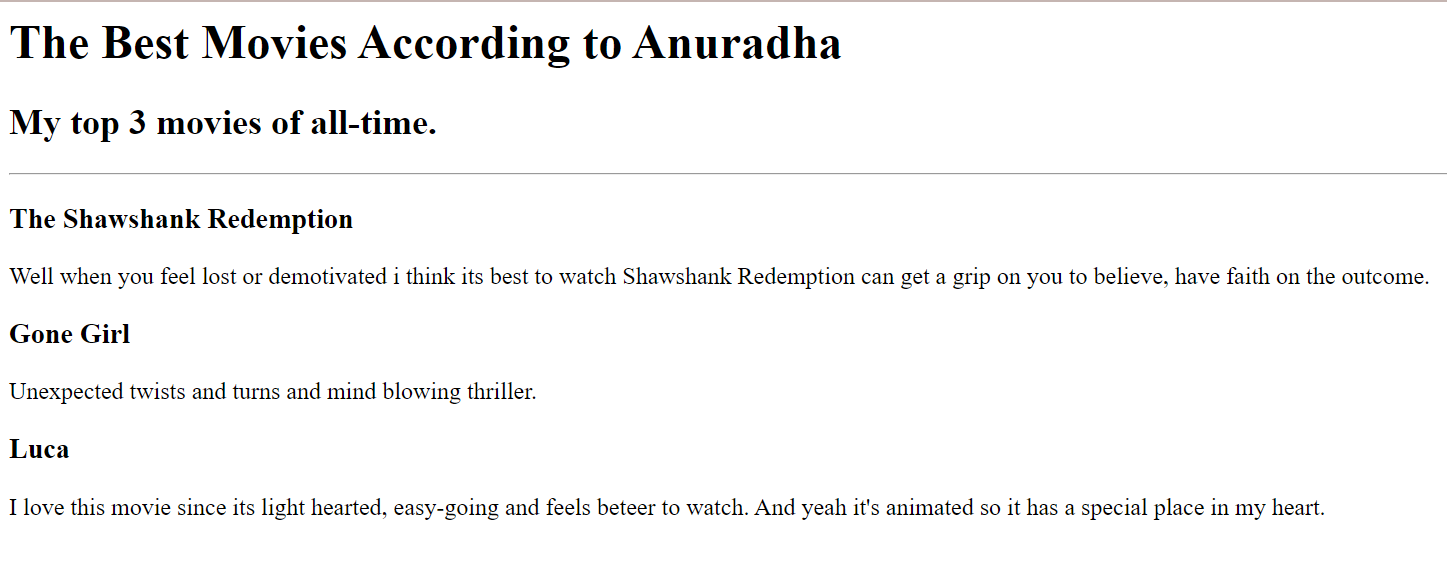 The Best Movies According to Anuradha
My top 3 movies of all-time.
The Shawshank Redemption
Well when you feel lost or demotivated i think its best to watch Shawshank Redemption can get a grip on you to believe, have faith on the outcome.
Gone Girl
Unexpected twists and turns and mind blowing thriller.
Luca
I love this movie since its light hearted, easy-going and feels beteer to watch. And yeah it's animated so it has a special place in my heart.